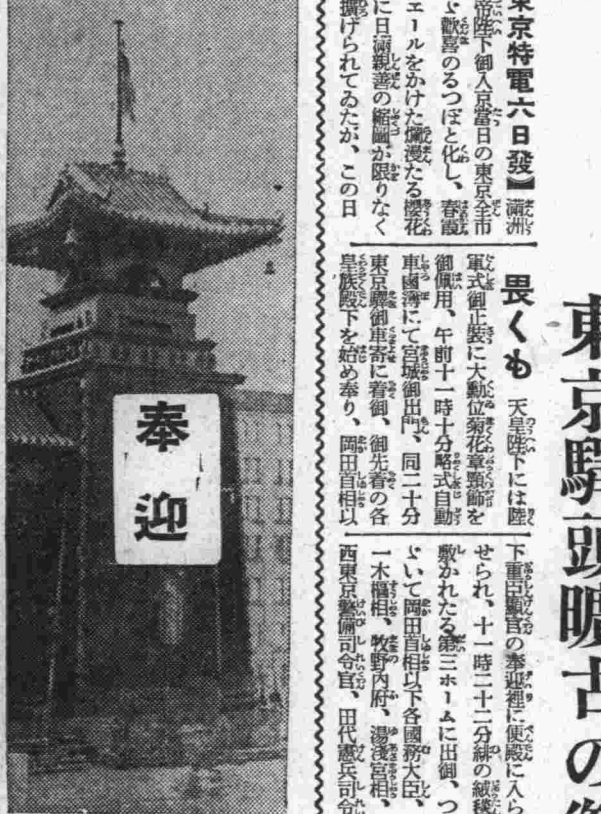 東京驛頭曠古の
東京特電六日發】滿洲
帝陛下御入京當日の東京全市
ゝ歡喜のるつぼと化し、春霞
ェールをかけた爛漫たる櫻花
に日滿親善の縮圖が限りなく
擴げられてゐたが、この日
畏くも 天皇陛下には陸
軍式御正裝に大勳位菊花章頸飾を
御佩用、午前十一時十分略式自動
車國簿にて宮城御出門、同二十分
東京驛御車寄に着御、御先着の各
皇族殿下を始め奉り、岡田首相以
下重臣顯官の奉迎裡に便殿に入ら
せられ、十一時二十二分緋の絨毯
敷かれたる第三ホームに出御、つ
ゞいて岡田首相以下各國務大臣、
一木樞相、牧野內府、湯淺宮相、
西東京警備司令官、田代憲兵司令
奉迎